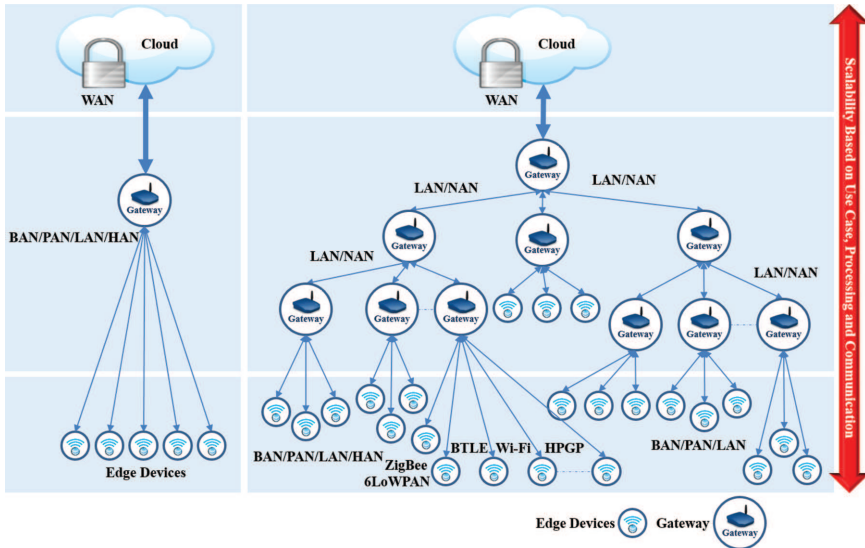 Cloud
WAN
Gateway
BAN/PAN/LAN/HAN
Edge Devices
Cloud
WAN
Gateway
LAN/NAN
LAN/NAN
Gateway
Gateway
Gateway
LAN/NAN
LAN/NAN
Gateway
Gateway
Gateway
Gateway
Gateway
Gateway
BAN/PAN/LAN/HAN
ZigBee
6LoWPAN
BTLE
Wi-Fi
HPGP
BAN/PAN/LAN
Scalability Based on Use Case, Processing and Communication
Edge Devices
Gateway